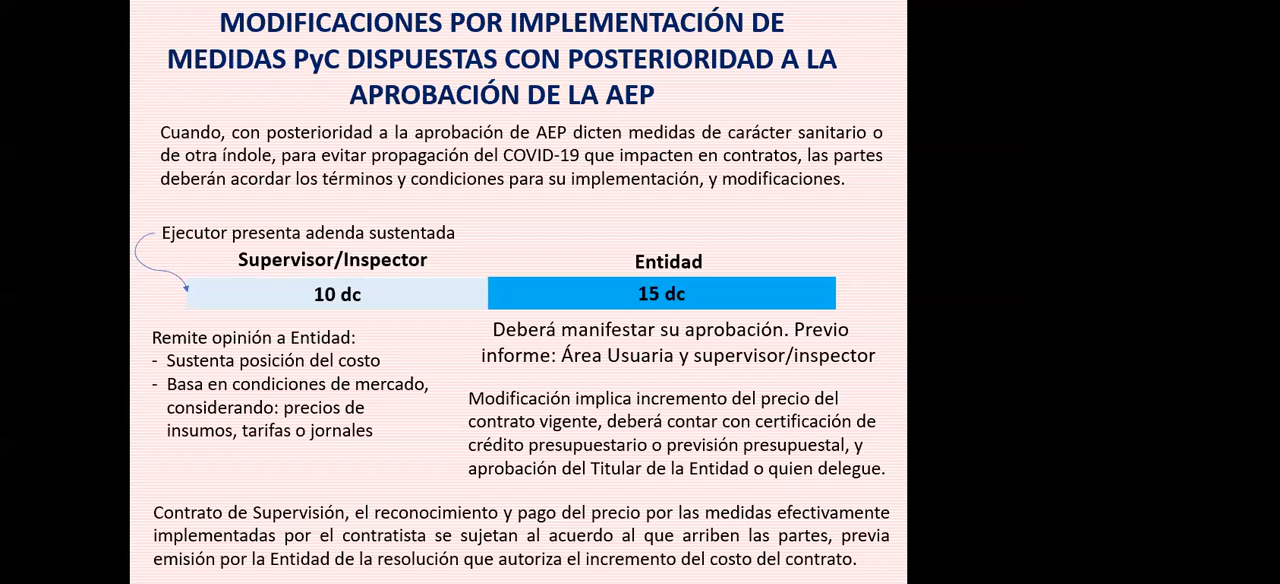 MODIFICACIONES POR IMPLEMENTACIÓN DE
MEDIDAS PyC DISPUESTAS CON POSTERIORIDAD A LA
APROBACIÓN DE LA AEP
Cuando, con posterioridad a la aprobación de AEP dicten medidas de carácter sanitario o
de otra índole, para evitar propagación del COVID-19 que impacten en contratos, las partes
deberán acordar los términos y condiciones para su implementación, y modificaciones.
Ejecutor presenta adenda sustentada
Supervisor/Inspector
Entidad
10 dc
15 dc
Remite opinión a Entidad:
- Sustenta posición del costo
- Basa en condiciones de mercado,
considerando: precios de
insumos, tarifas o jornales
Deberá manifestar su aprobación. Previo
informe: Área Usuaria y supervisor/inspector
Modificación implica incremento del precio del
contrato vigente, deberá contar con certificación de
crédito presupuestario o previsión presupuestal, y
aprobación del Titular de la Entidad o quien delegue.
Contrato de Supervisión, el reconocimiento y pago del precio por las medidas efectivamente
implementadas por el contratista se sujetan al acuerdo al que arriben las partes, previa
emisión por la Entidad de la resolución que autoriza el incremento del costo del contrato.